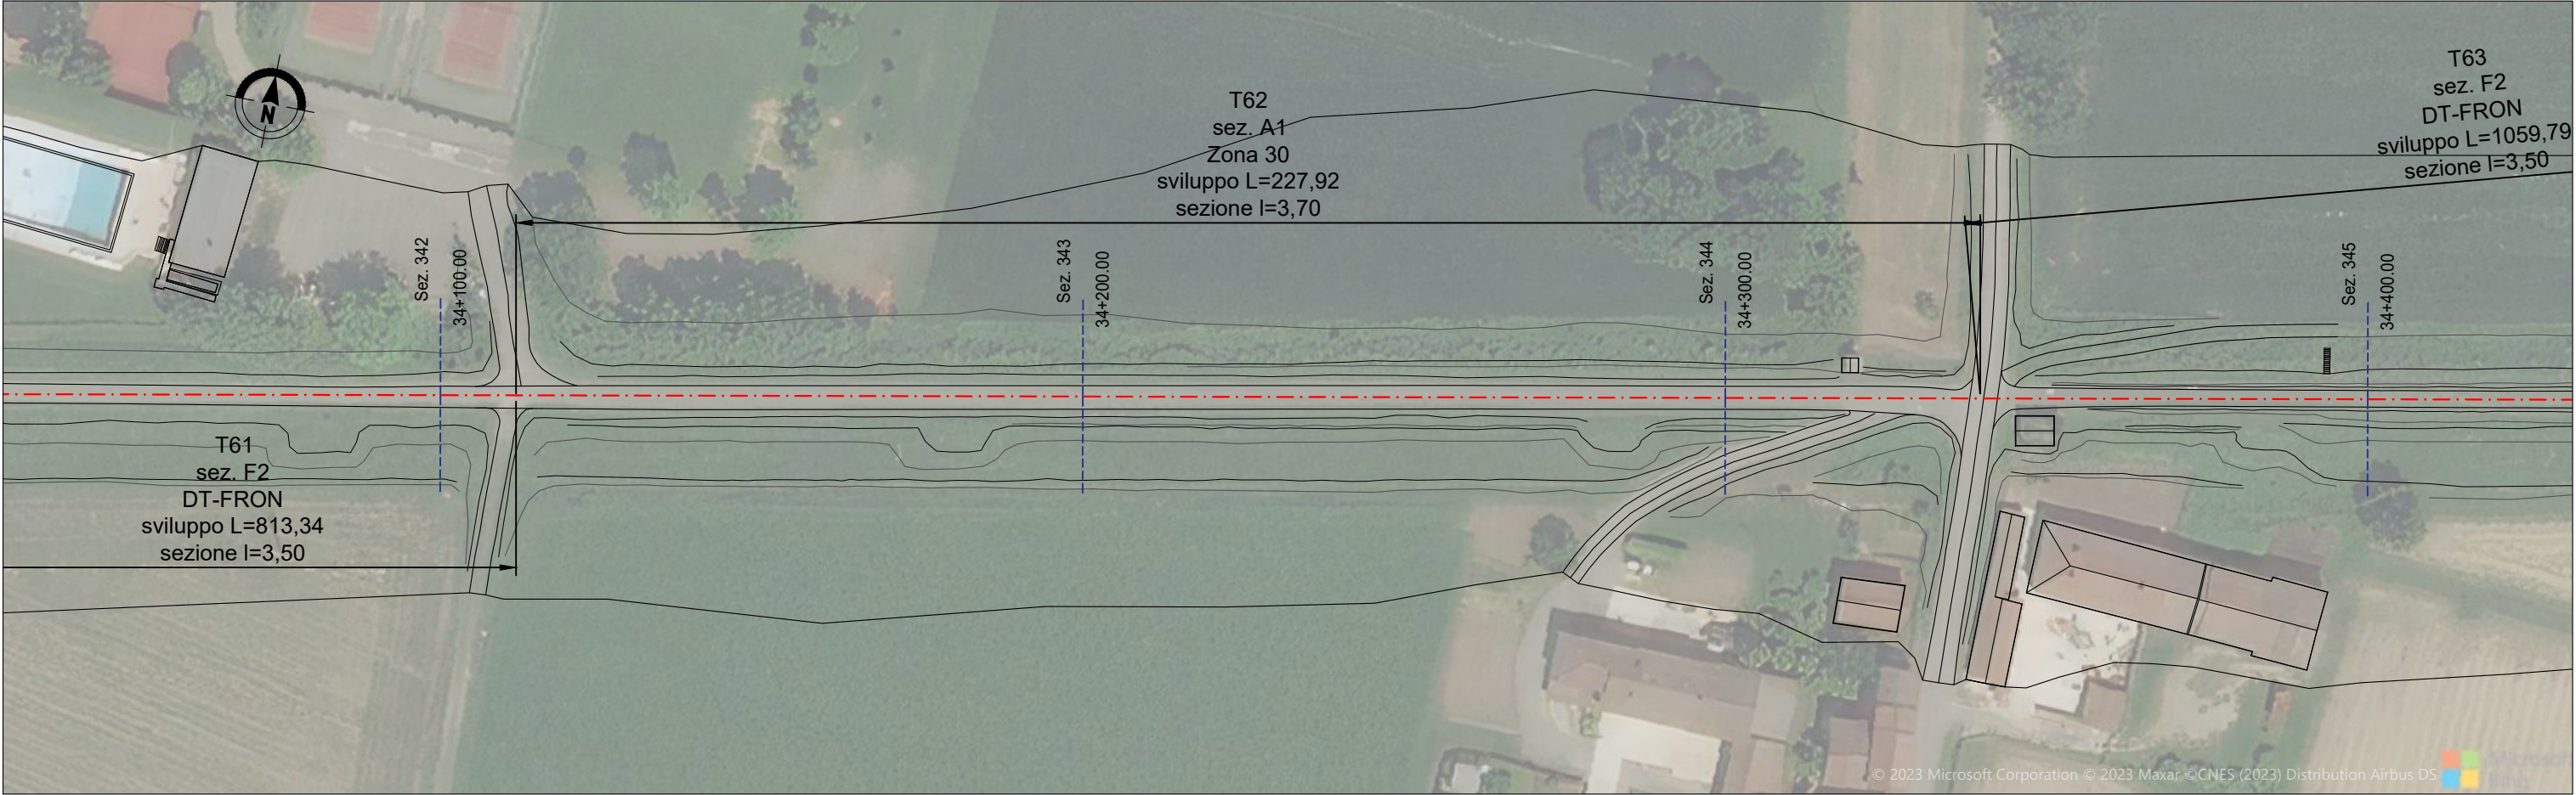 N
T62
sez. A1
Zona 30
sviluppo L=227,92
sezione l=3,70
T63
sez. F2
DT-FRON
sviluppo L=1059,79
sezione l=3,50
Sez. 342
34+100.00
Sez. 343
34+200.00
Sez. 344
34+300.00
Sez. 345
34+400.00
T61
sez. F2
DT-FRON
sviluppo L=813,34
sezione l=3,50
© 2023 Microsoft Corporation © 2023 Maxar ©CNES (2023) Distribution Airbus DS
Microsoft